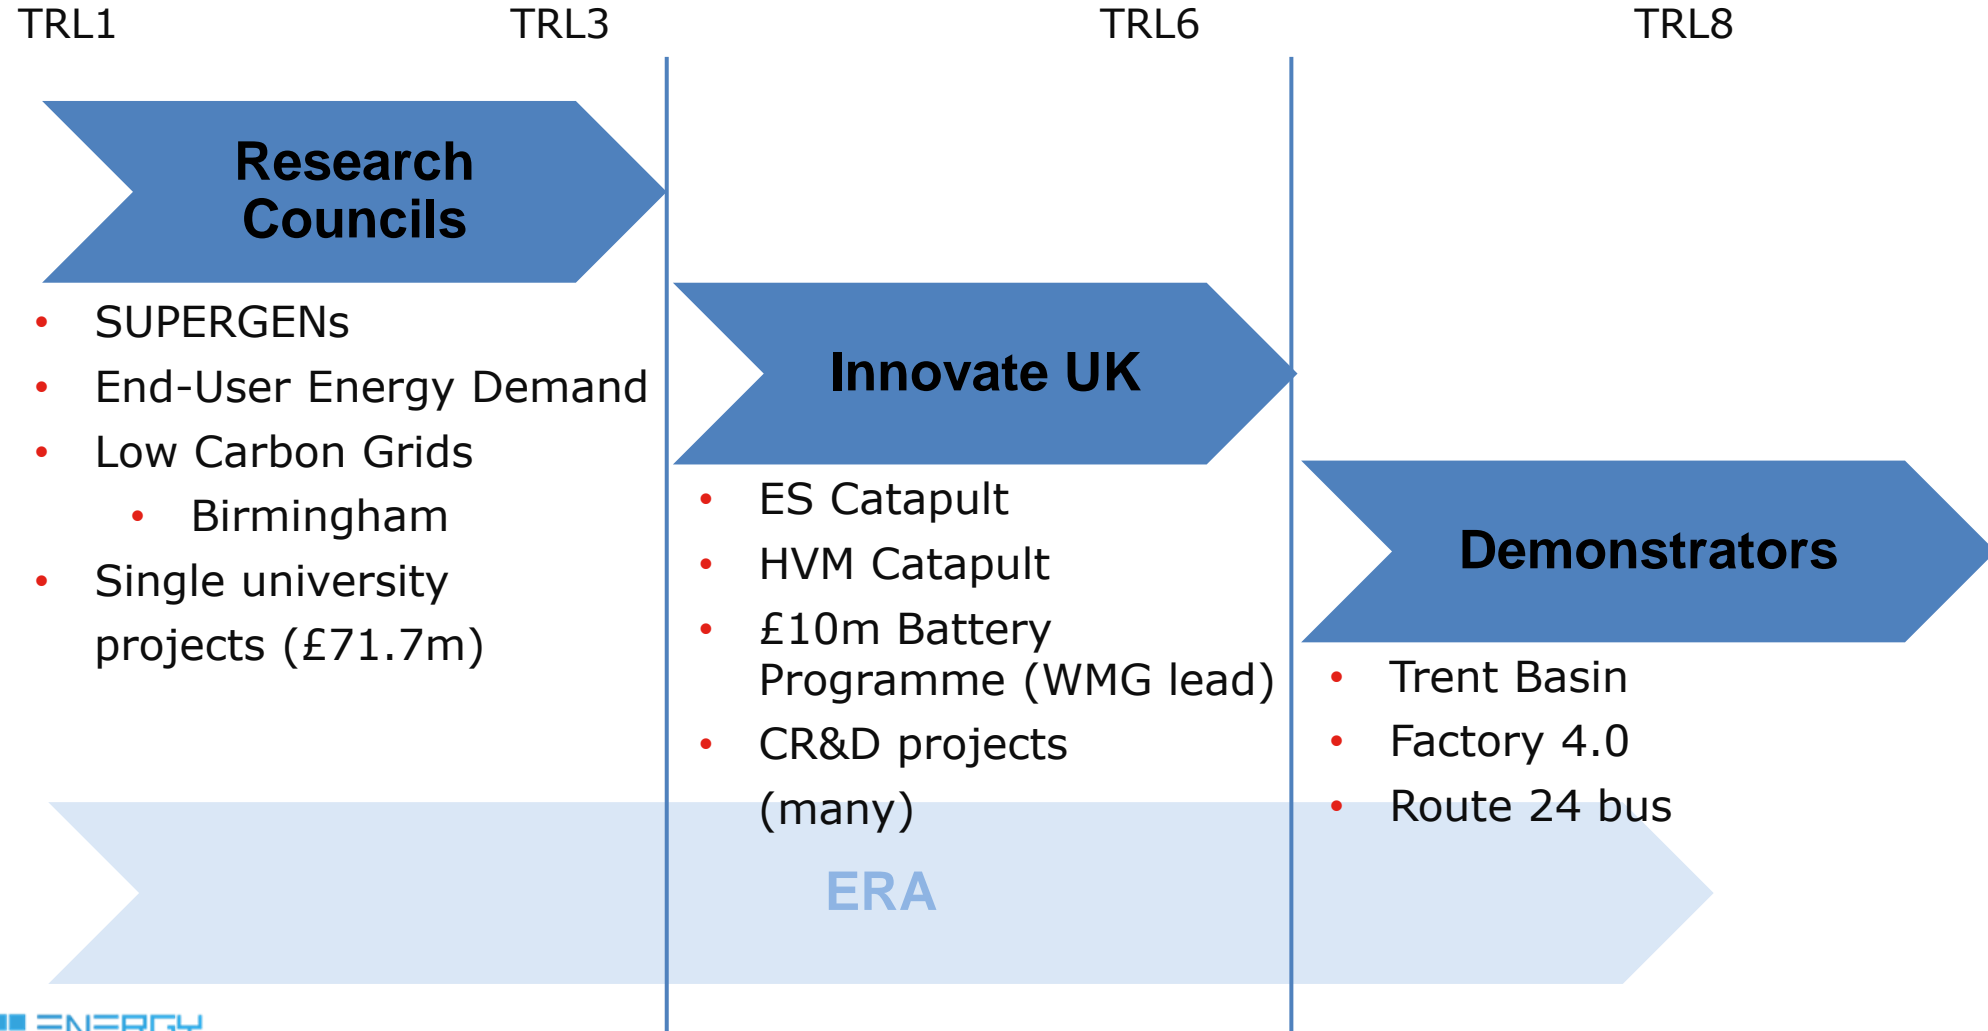 TRL1 TRL3 TRL6 TRL8
Research
Councils
• SUPERGENs
• End-User Energy Demand
• Low Carbon Grids
• Birmingham
• Single university
projects (£71.7m)
Innovate UK
• ES Catapult
• HVM Catapult
• £10m Battery
Programme (WMG lead)
• CR&D projects
(many)
Demonstrators
• Trent Basin
• Factory 4.0
• Route 24 bus
ERA
ENERGY